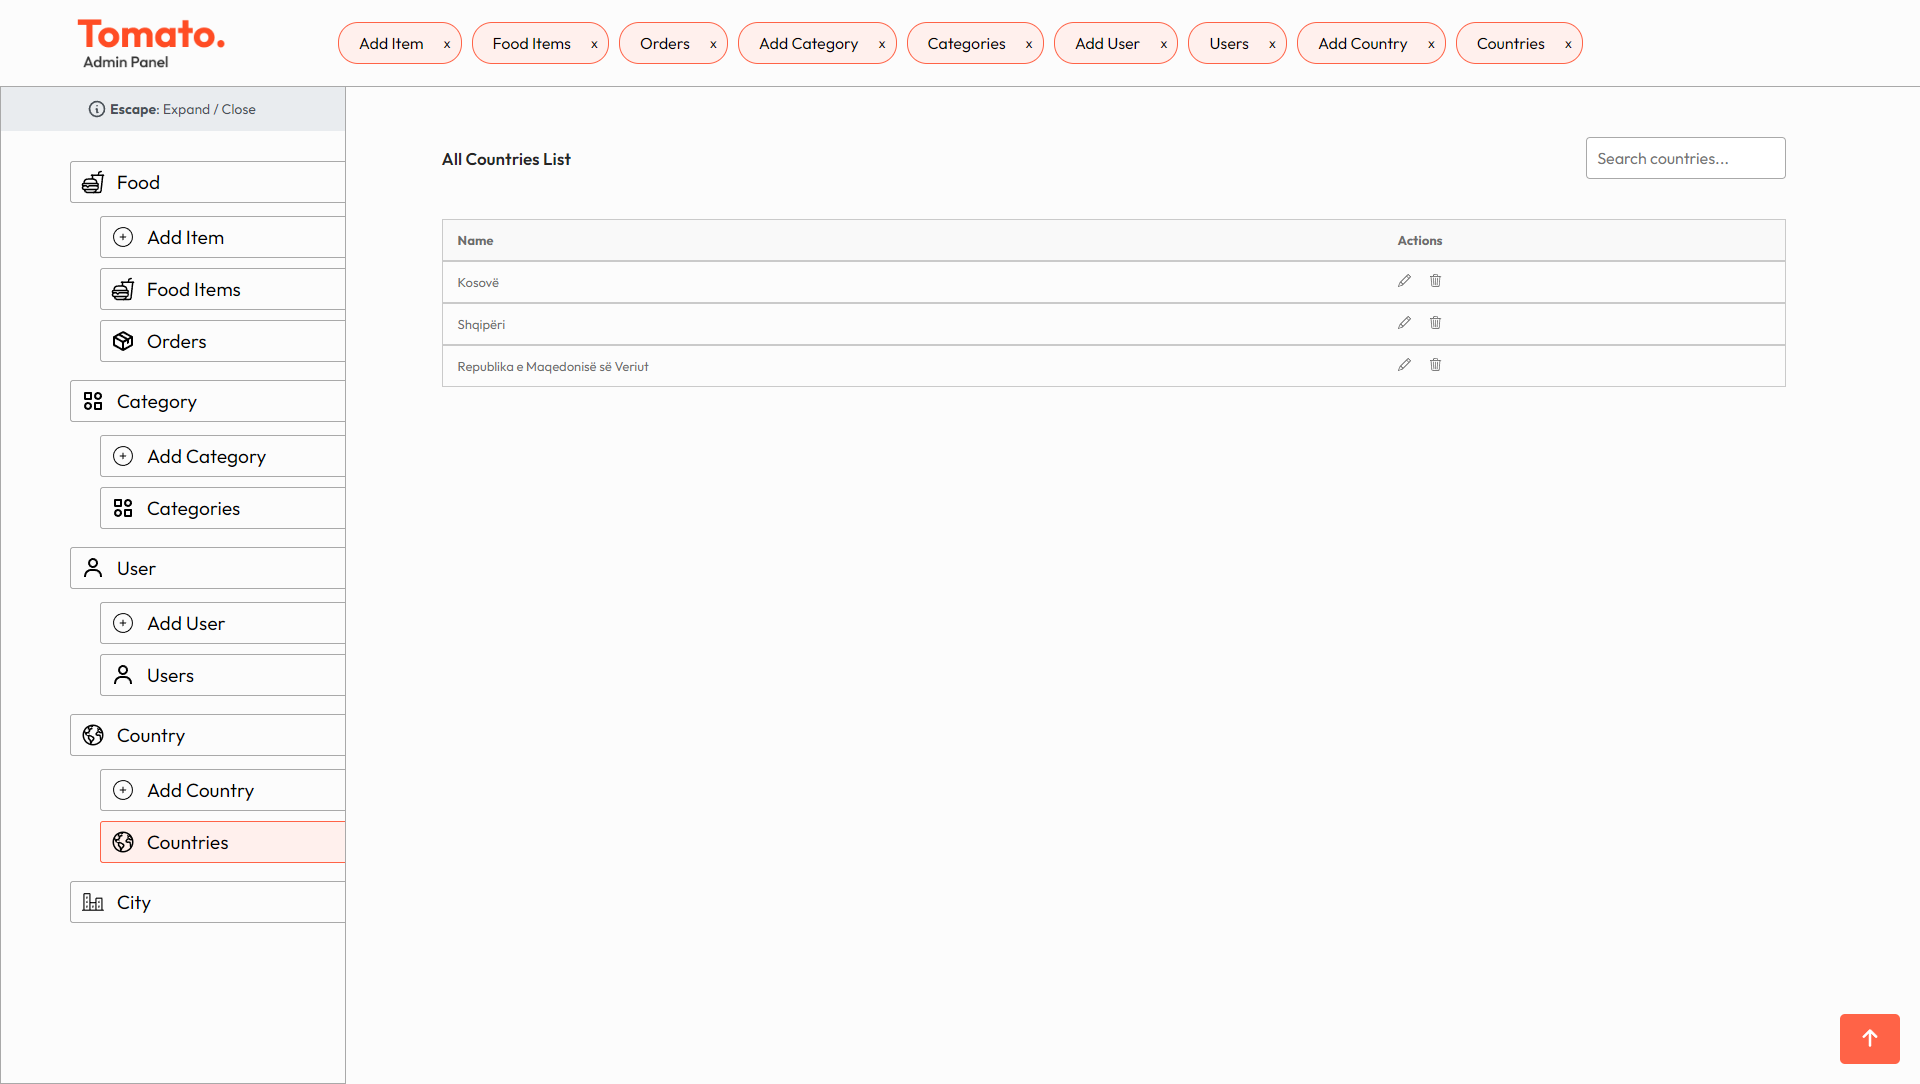 Tomato.
Admin Panel
Add Item x Food Items x Orders x Add Category x Categories x Add User x Users x Add Country x Countries x
Escape: Expand / Close
Food
Add Item
Food Items
Orders
Category
Add Category
Categories
User
Add User
Users
Country
Add Country
Countries
City
All Countries List
Search countries...
Name Actions
Kosovë
Shqipëri
Republika e Maqedonisë së Veriut